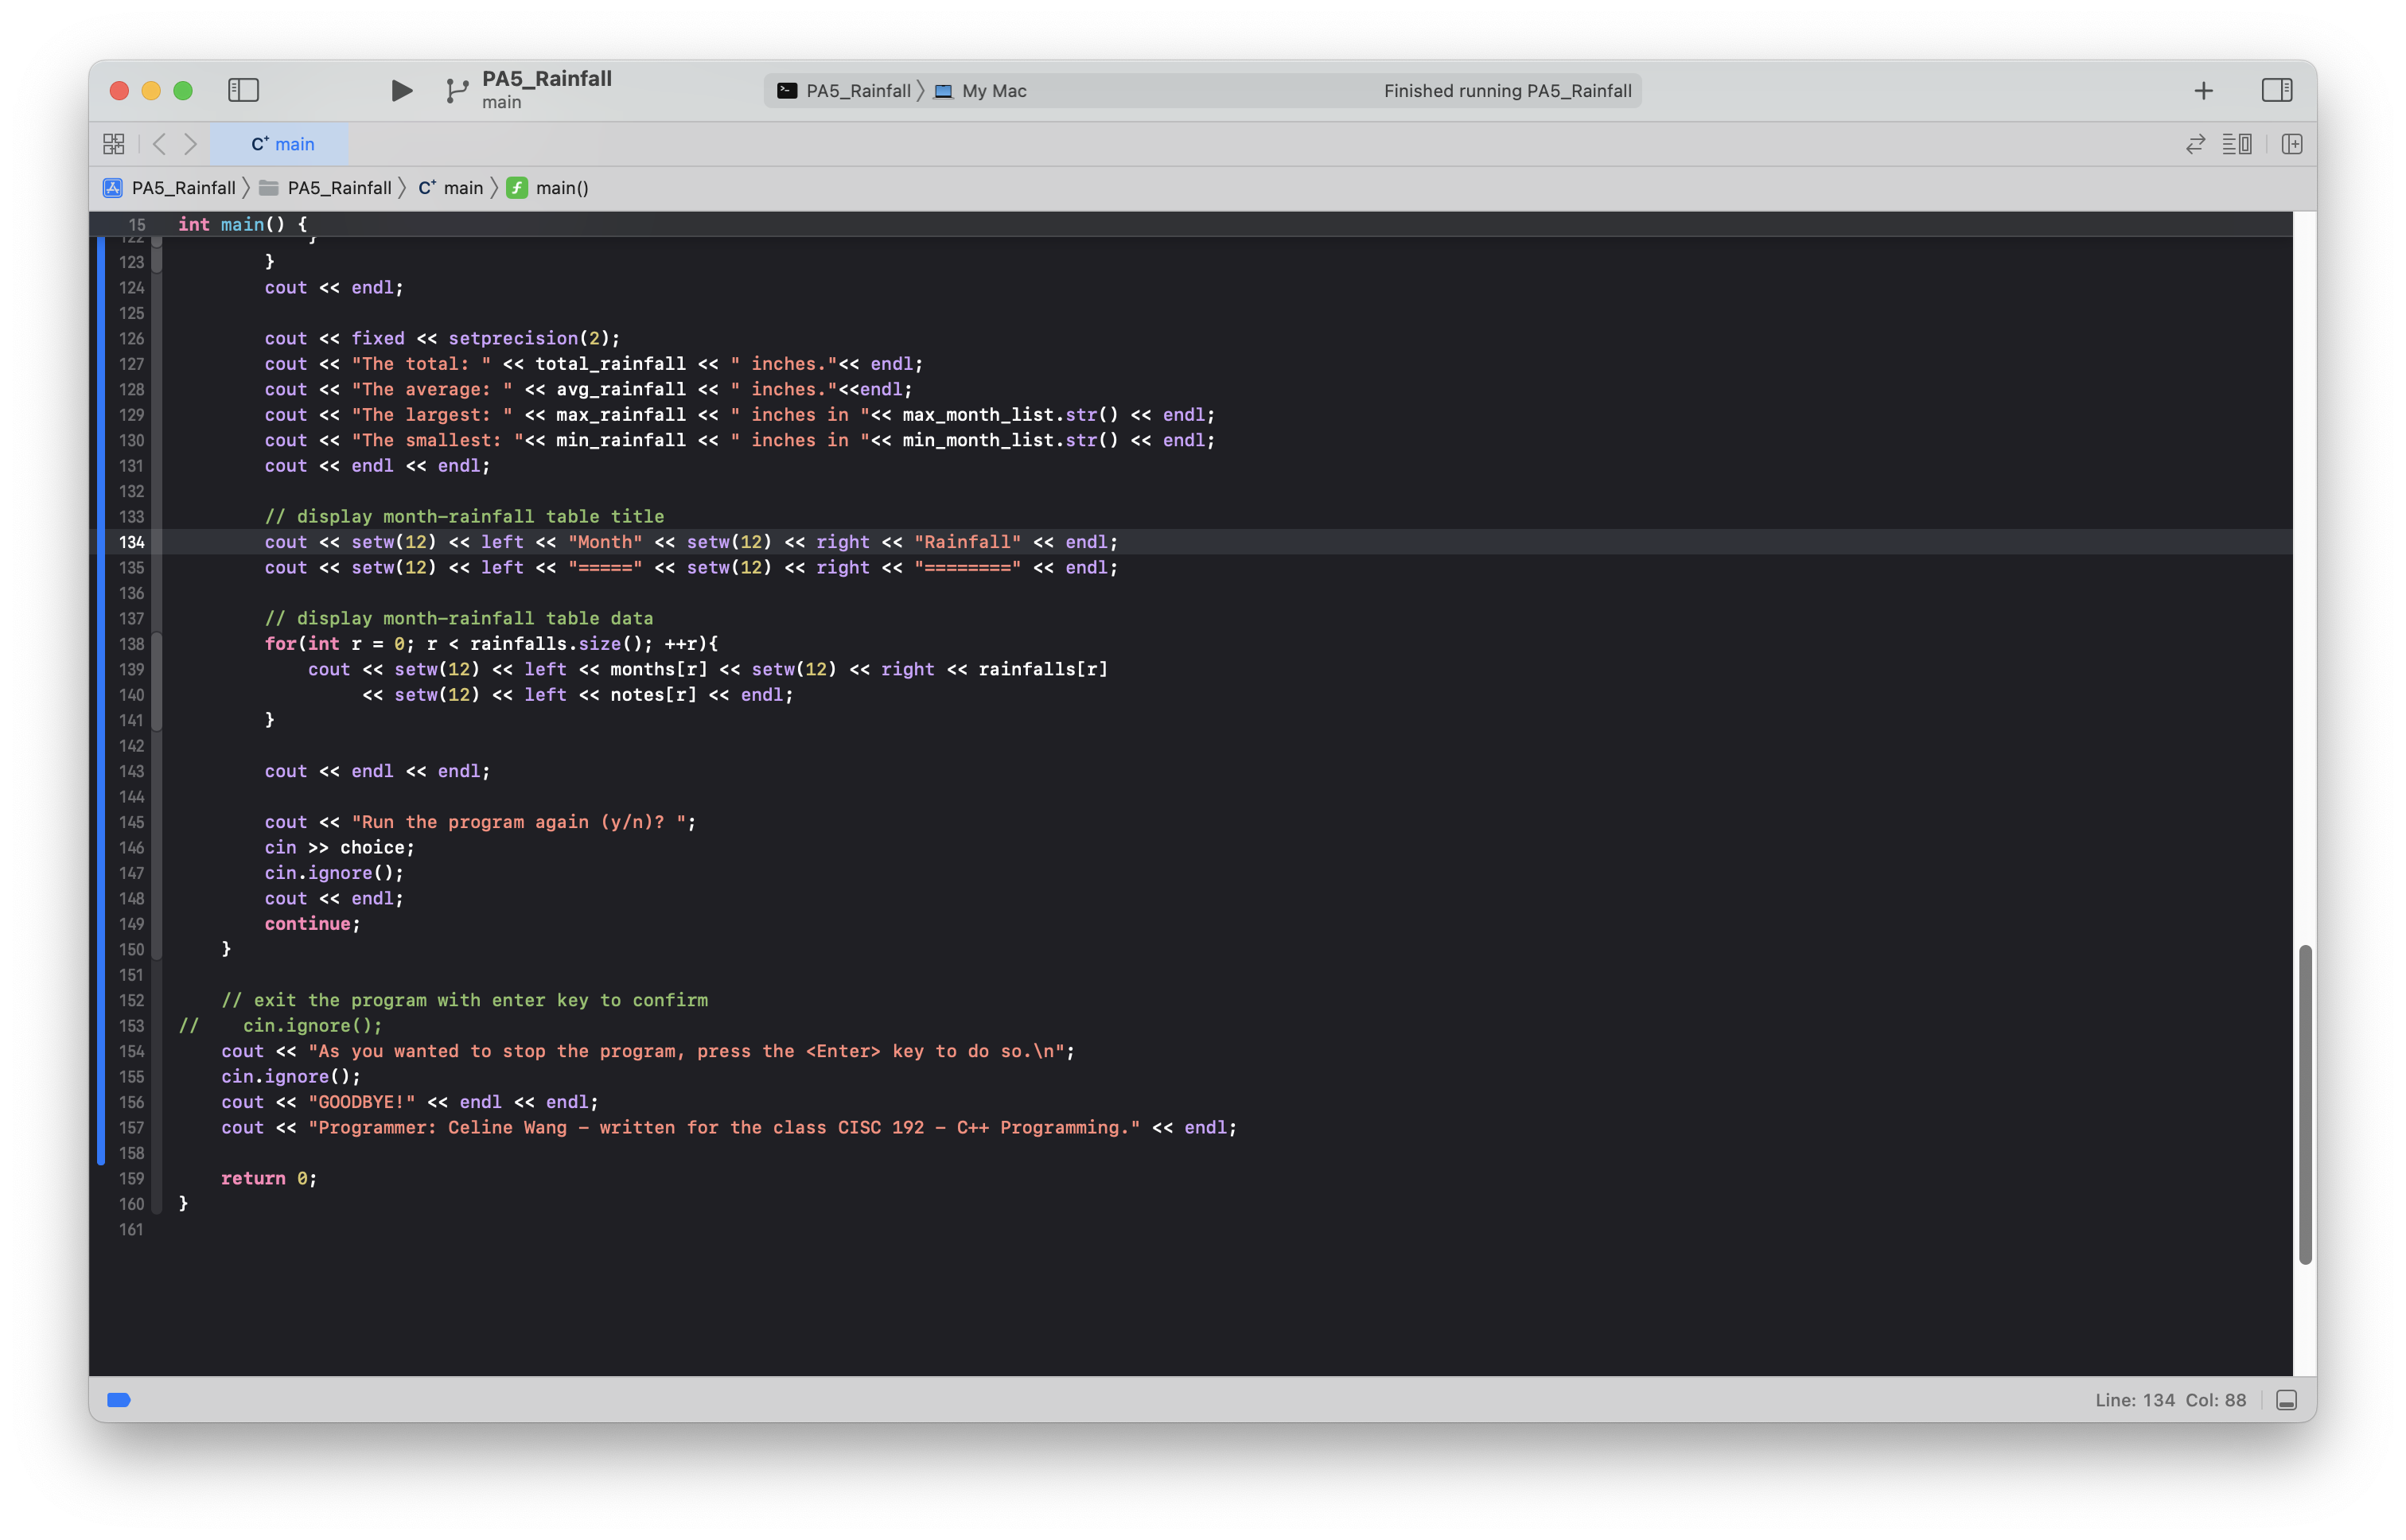 PA5_Rainfall
main
PA5_Rainfall 〉 My Mac
Finished running PA5_Rainfall
C+ main
PA5_Rainfall 〉 PA5_Rainfall 〉 C+ main 〉 f main()
15 int main() {
122 }
123 }
124 cout << endl;
125
126 cout << fixed << setprecision(2);
127 cout << "The total: " << total_rainfall << " inches."<< endl;
128 cout << "The average: " << avg_rainfall << " inches."<<endl;
129 cout << "The largest: " << max_rainfall << " inches in "<< max_month_list.str() << endl;
130 cout << "The smallest: "<< min_rainfall << " inches in "<< min_month_list.str() << endl;
131 cout << endl << endl;
132
133 // display month-rainfall table title
134 cout << setw(12) << left << "Month" << setw(12) << right << "Rainfall" << endl;
135 cout << setw(12) << left << "=====" << setw(12) << right << "========" << endl;
136
137 // display month-rainfall table data
138 for(int r = 0; r < rainfalls.size(); ++r){
139 cout << setw(12) << left << months[r] << setw(12) << right << rainfalls[r]
140 << setw(12) << left << notes[r] << endl;
141 }
142
143 cout << endl << endl;
144
145 cout << "Run the program again (y/n)? ";
146 cin >> choice;
147 cin.ignore();
148 cout << endl;
149 continue;
150 }
151
152 // exit the program with enter key to confirm
153 // cin.ignore();
154 cout << "As you wanted to stop the program, press the <Enter> key to do so.\n";
155 cin.ignore();
156 cout << "GOODBYE!" << endl << endl;
157 cout << "Programmer: Celine Wang - written for the class CISC 192 - C++ Programming." << endl;
158
159 return 0;
160 }
161
Line: 134 Col: 88